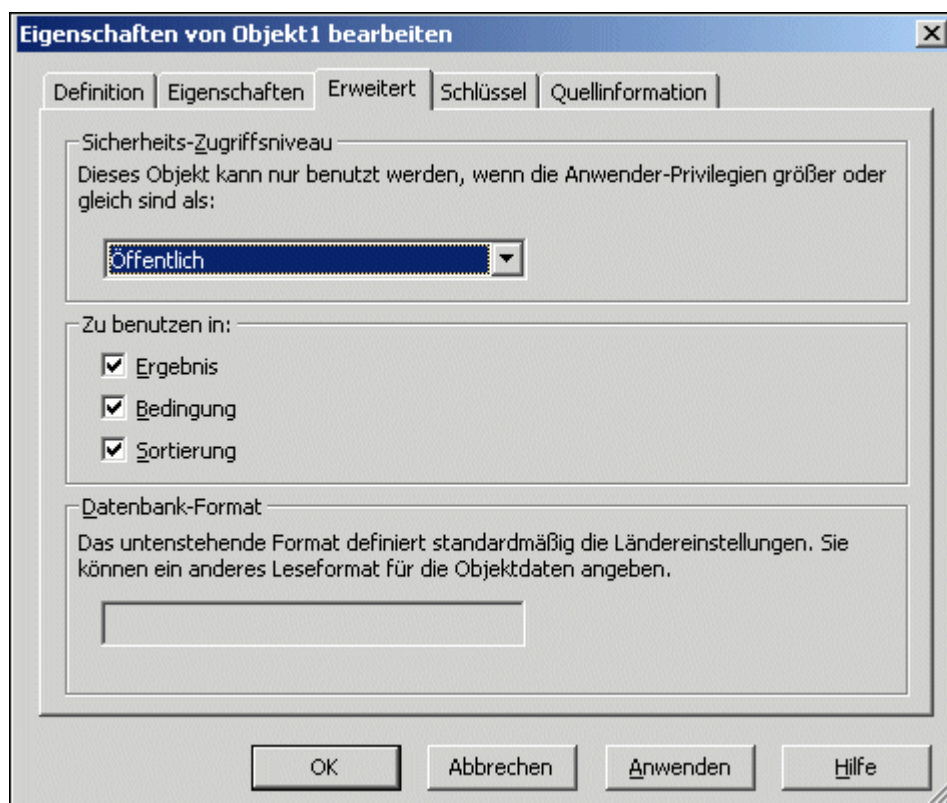 Eigenschaften von Objekt1 bearbeiten
Definition Eigenschaften Erweitert Schlüssel Quellinformation
Sicherheits-Zugriffsniveau
Dieses Objekt kann nur benutzt werden, wenn die Anwender-Privilegien größer oder
gleich sind als:
Öffentlich
Zu benutzen in:
Ergebnis
Bedingung
Sortierung
Datenbank-Format
Das untenstehende Format definiert standardmäßig die Ländereinstellungen. Sie
können ein anderes Leseformat für die Objektdaten angeben.
OK Abbrechen Anwenden Hilfe